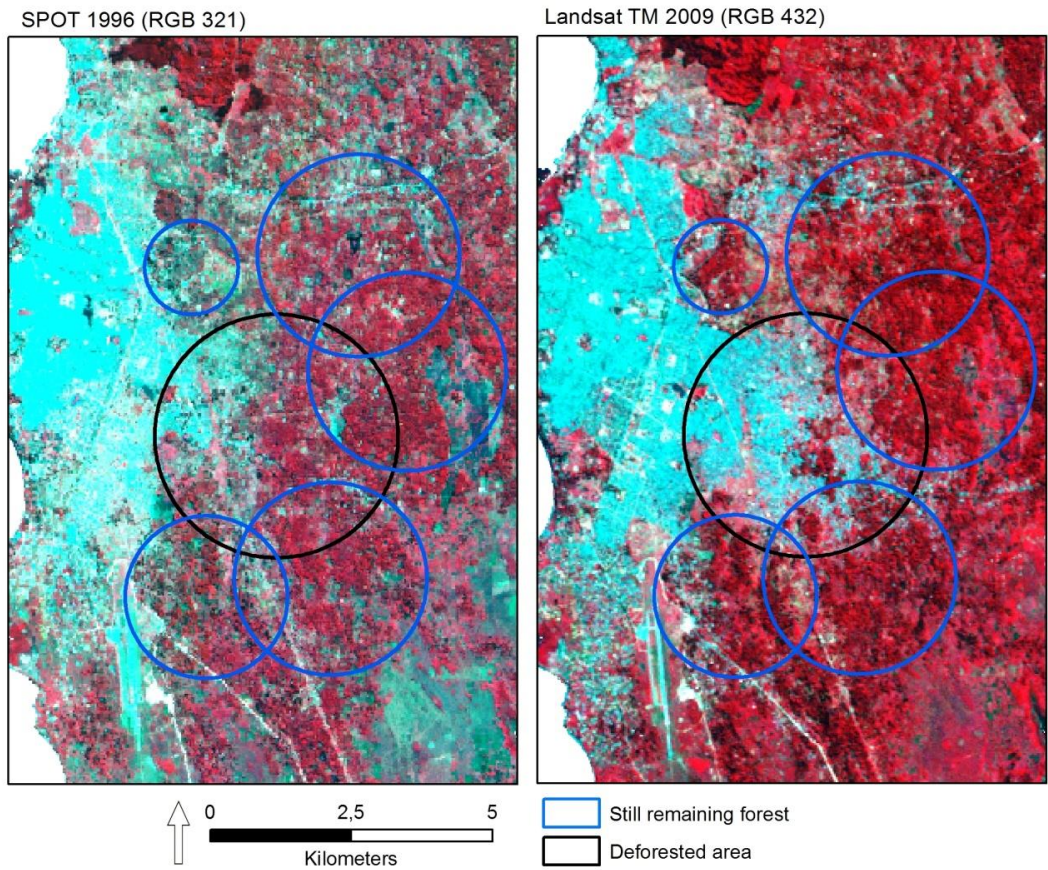 SPOT 1996 (RGB 321)
Landsat TM 2009 (RGB 432)
0 2,5 5
Kilometers
Still remaining forest
Deforested area